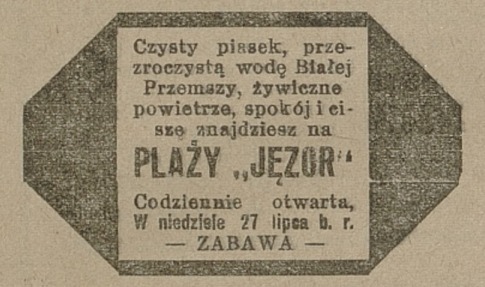 Czysty piasek, prze-
zroczystą wodę Białej
Przemszy, żywiczne
powietrze, spokój i ci-
szę znajdziesz na
PLAŻY „JĘZOR“
Codziennie otwarta,
W niedziele 27 lipca b. r.
— ZABAWA —